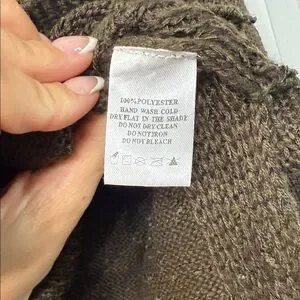 100%POLYESTER
HAND WASH COLD
DRY FLAT IN THE SHADE
DO NOT DRY CLEAN
DO NOT IRON
DO NOT BLEACH